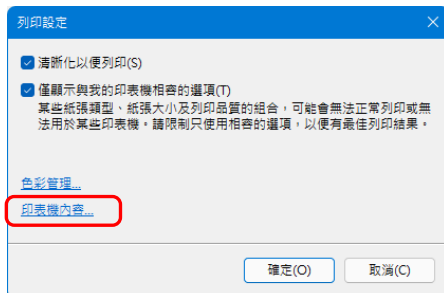 列印設定
清晰化以便列印(S)
僅顯示與我的印表機相容的選項(T)
某些紙張類型、紙張大小及列印品質的組合，可能會無法正常列印或無
法用於某些印表機。請限制只使用相容的選項，以便有最佳列印結果。
色彩管理...
印表機內容...
確定(O)
取消(C)